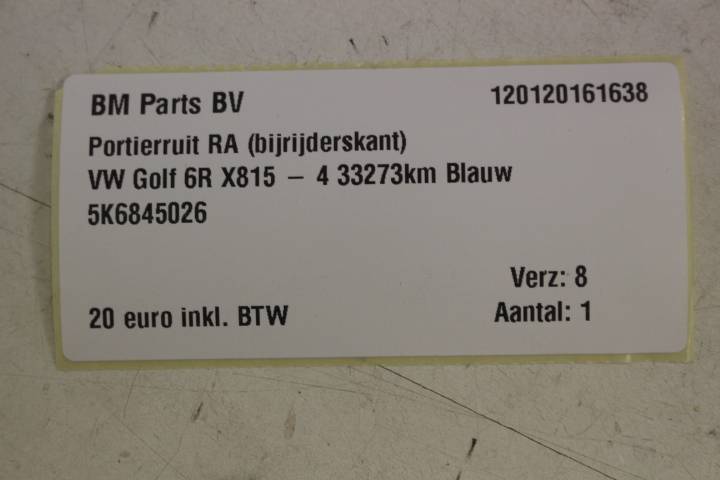 BM Parts BV 120120161638
Portierruit RA (bijrijderskant)
VW Golf 6R X815 – 4 33273km Blauw
5K6845026
Verz: 8
20 euro inkl. BTW Aantal: 1